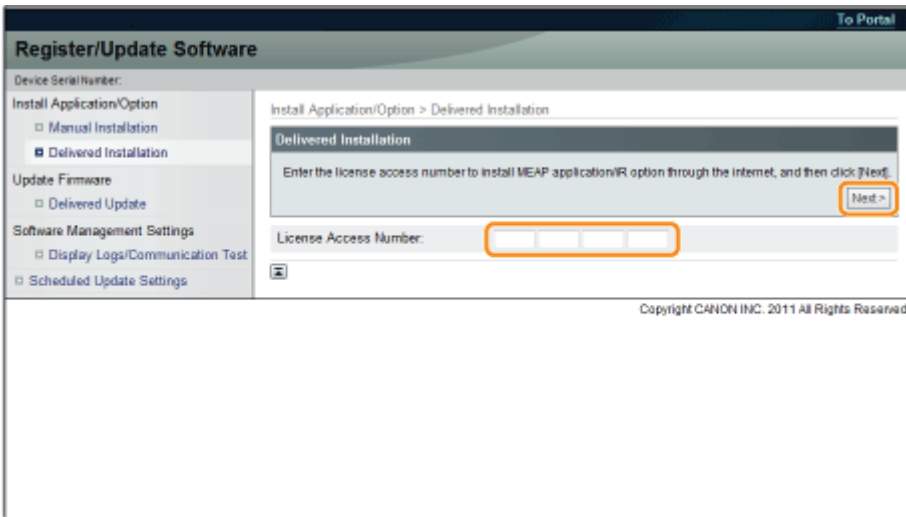 To Portal
Register/Update Software
Device Serial Number:
Install Application/Option
Manual Installation
Delivered Installation
Update Firmware
Delivered Update
Software Management Settings
Display Logs/Communication Test
Scheduled Update Settings
Install Application/Option > Delivered Installation
Delivered Installation
Enter the license access number to install MEAP application/iR option through the internet, and then click [Next].
Next >
License Access Number:
Copyright CANON INC. 2011 All Rights Reserved